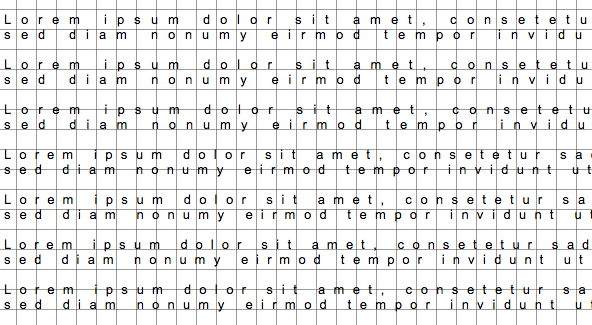 Lorem ipsum dolor sit amet, consetetu
sed diam nonumy eirmod tempor invidu
Lorem ipsum dolor sit amet, consetetu
sed diam nonumy eirmod tempor invidu
Lorem ipsum dolor sit amet, consetetu
sed diam nonumy eirmod tempor invidu
Lorem ipsum dolor sit amet, consetetur sad
sed diam nonumy eirmod tempor invidunt ut
Lorem ipsum dolor sit amet, consetetur sa
sed diam nonumy eirmod tempor invidunt ut
Lorem ipsum dolor sit amet, consetetur sad
sed diam nonumy eirmod tempor invidunt ut
Lorem ipsum dolor sit amet, consetetur sa
sed diam nonumy eirmod tempor invidunt ut